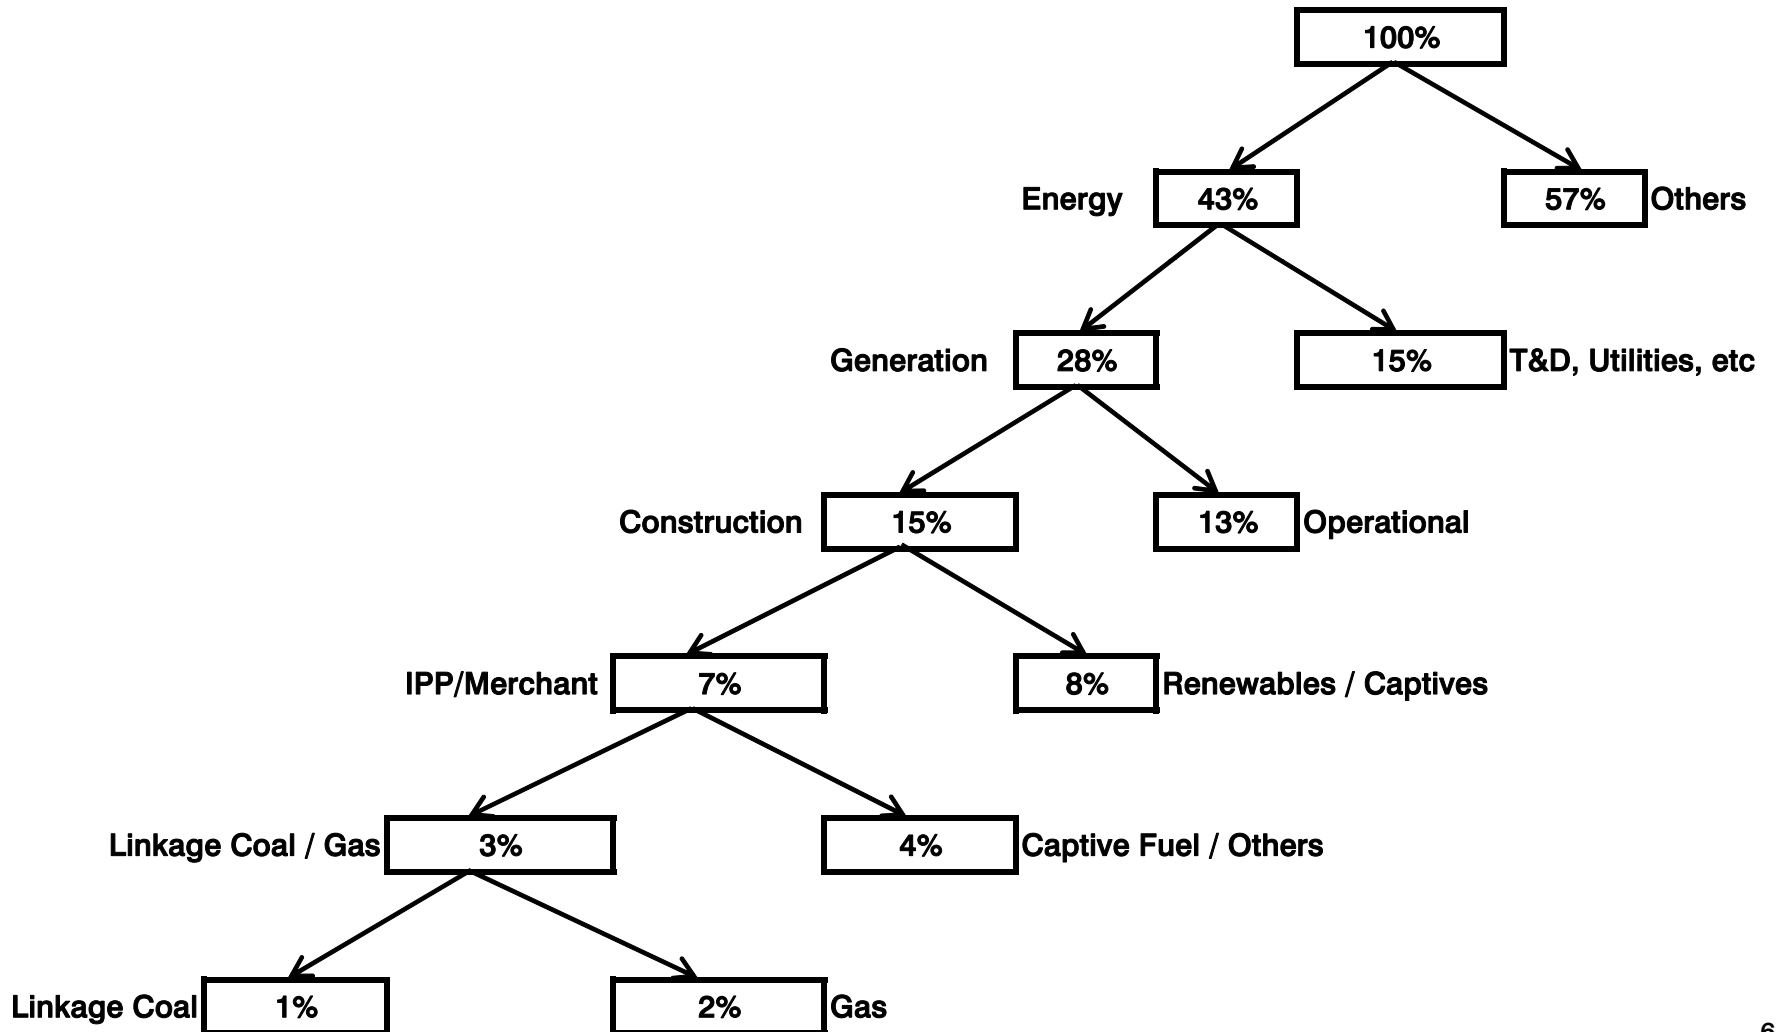 100%
Energy 43% 57% Others
Generation 28% 15% T&D, Utilities, etc
Construction 15% 13% Operational
IPP/Merchant 7% 8% Renewables / Captives
Linkage Coal / Gas 3% 4% Captive Fuel / Others
Linkage Coal 1% 2% Gas
6